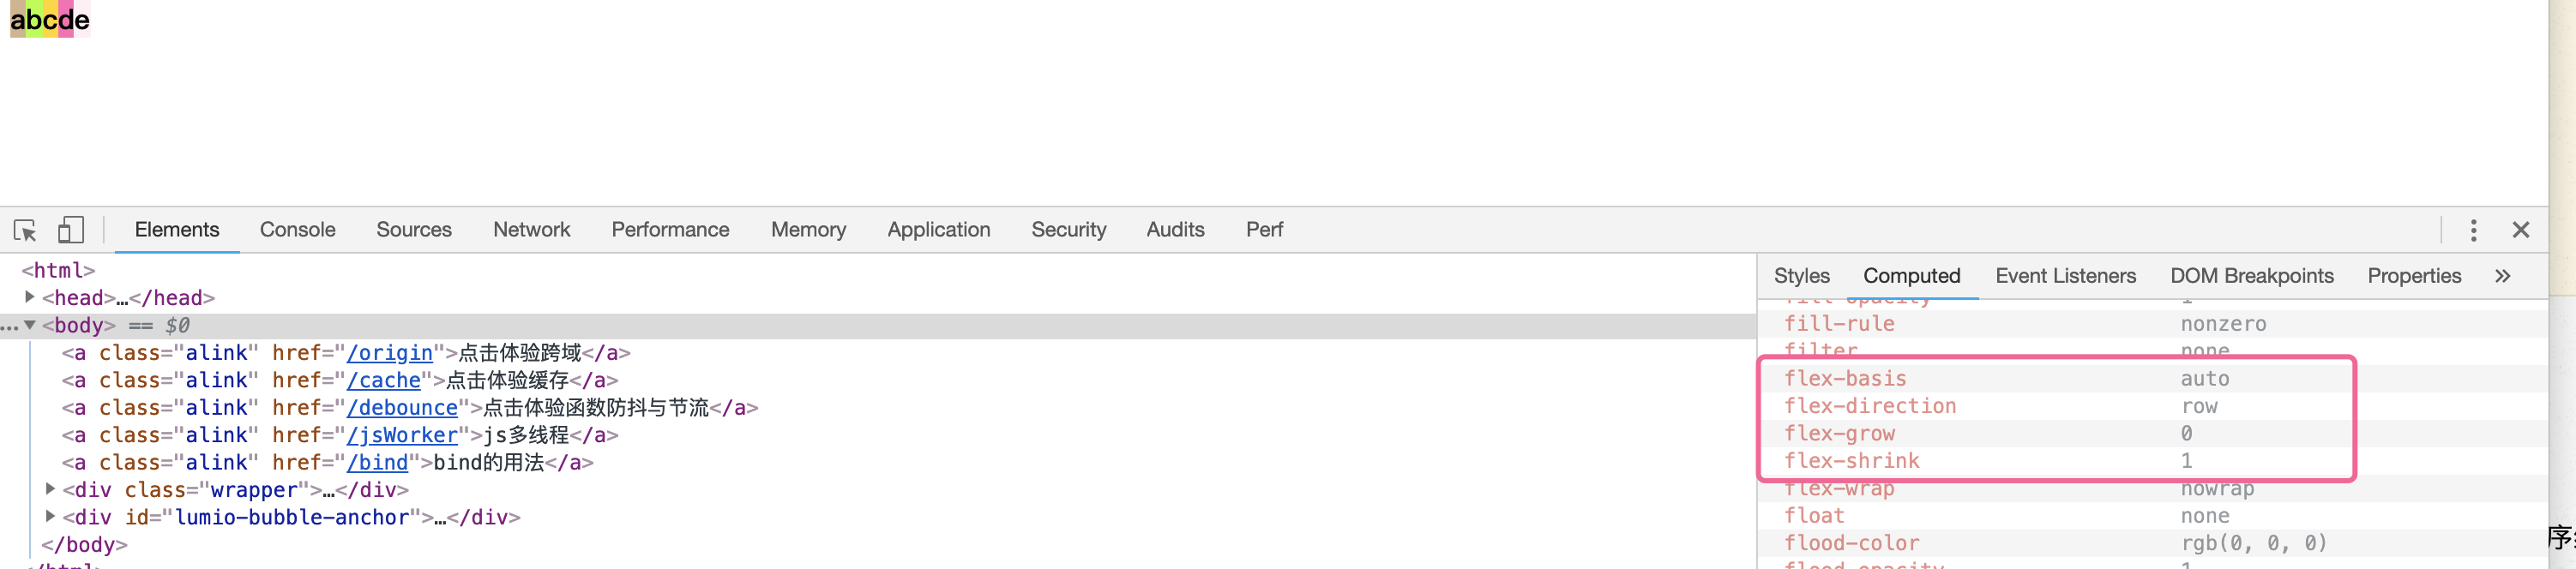 abcde
Elements Console Sources Network Performance Memory Application Security Audits Perf
<html>
<head>…</head>
… <body> == $0
<a class="alink" href="/origin">点击体验跨域</a>
<a class="alink" href="/cache">点击体验缓存</a>
<a class="alink" href="/debounce">点击体验函数防抖与节流</a>
<a class="alink" href="/jsWorker">js多线程</a>
<a class="alink" href="/bind">bind的用法</a>
<div class="wrapper">…</div>
<div id="lumio-bubble-anchor">…</div>
</body>
Styles Computed Event Listeners DOM Breakpoints Properties »
fill-opacity 1
fill-rule nonzero
filter none
flex-basis auto
flex-direction row
flex-grow 0
flex-shrink 1
flex-wrap nowrap
float none
flood-color rgb(0, 0, 0)
flood-opacity 1
序